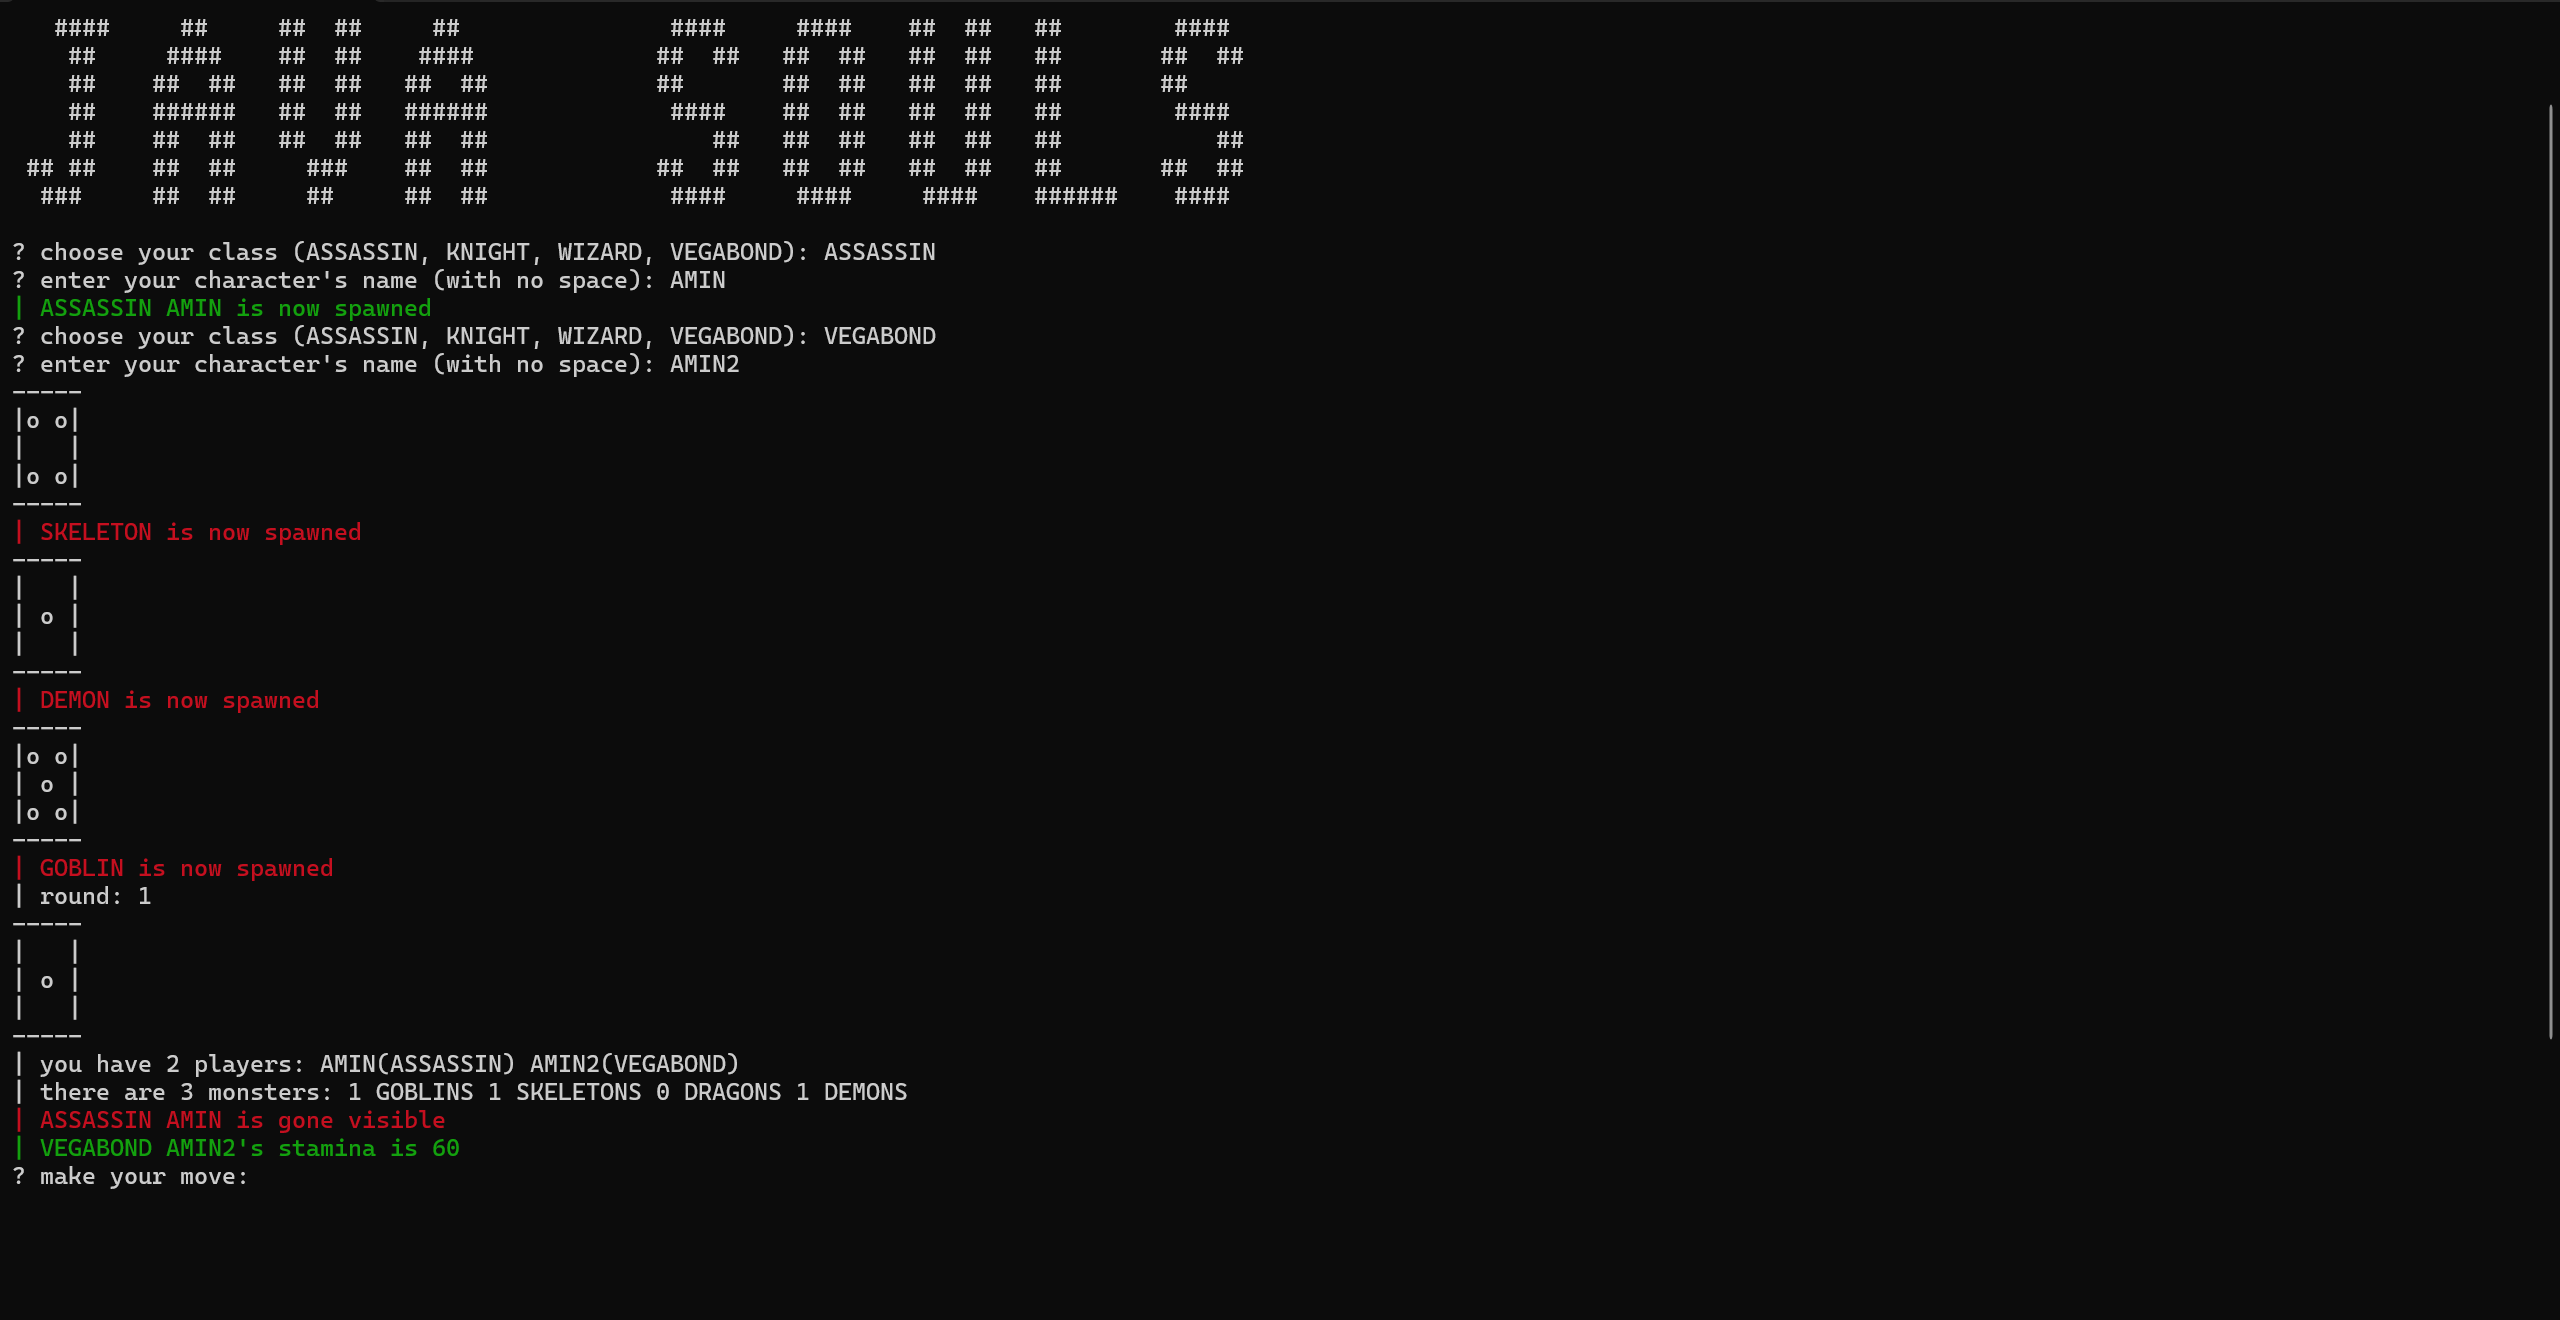 JAVA SOULS
? choose your class (ASSASSIN, KNIGHT, WIZARD, VEGABOND): ASSASSIN
? enter your character's name (with no space): AMIN
| ASSASSIN AMIN is now spawned
? choose your class (ASSASSIN, KNIGHT, WIZARD, VEGABOND): VEGABOND
? enter your character's name (with no space): AMIN2
-----
|o o|
|   |
|o o|
-----
| SKELETON is now spawned
-----
|   |
| o |
|   |
-----
| DEMON is now spawned
-----
|o o|
| o |
|o o|
-----
| GOBLIN is now spawned
| round: 1
-----
|   |
| o |
|   |
-----
| you have 2 players: AMIN(ASSASSIN) AMIN2(VEGABOND)
| there are 3 monsters: 1 GOBLINS 1 SKELETONS 0 DRAGONS 1 DEMONS
| ASSASSIN AMIN is gone visible
| VEGABOND AMIN2's stamina is 60
? make your move: